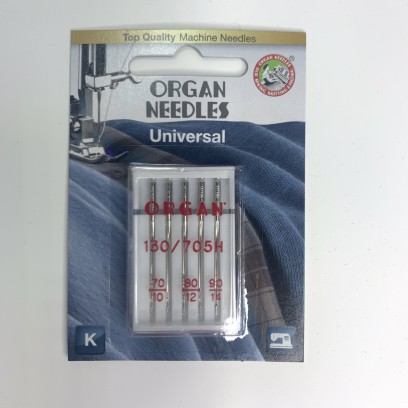 Top Quality Machine Needles
ORGAN
NEEDLES
Universal
ORGAN
130/705H
70 80 90
10 12 14
K